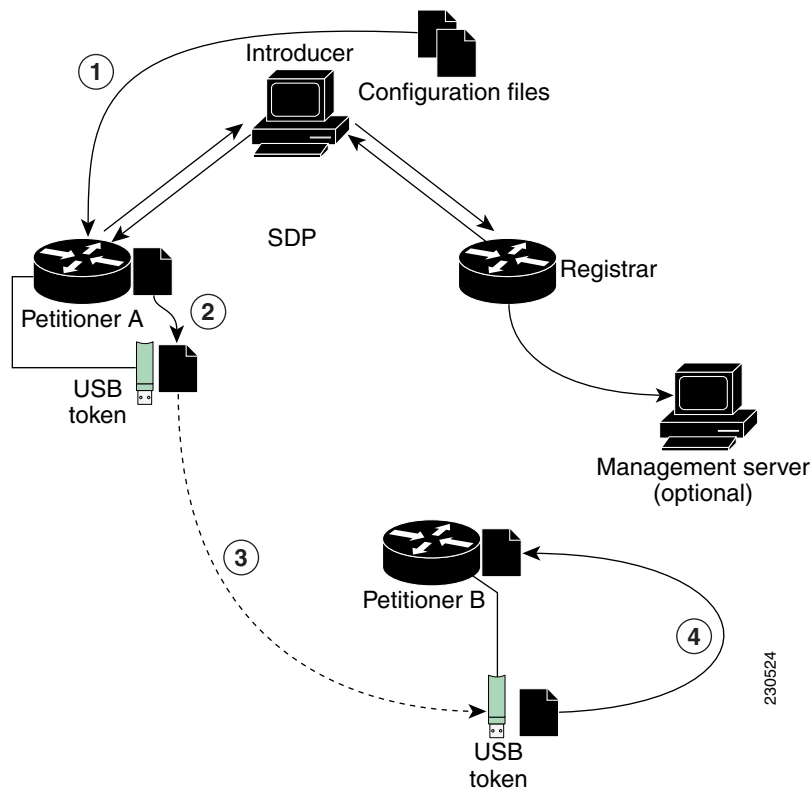 Introducer
1
Configuration files
SDP
Registrar
Petitioner A
2
USB
token
Management server
(optional)
3
Petitioner B
4
230524
USB
token